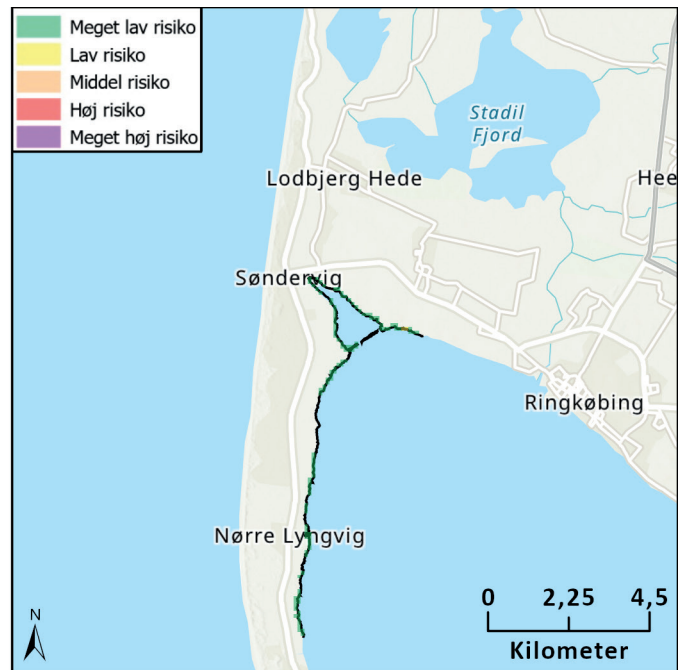 Meget lav risiko
Lav risiko
Middel risiko
Høj risiko
Meget høj risiko
Stadil
Fjord
Lodbjerg Hede
Hee
Søndervig
Ringkøbing
Nørre Lyngvig
N
0 2,25 4,5
Kilometer